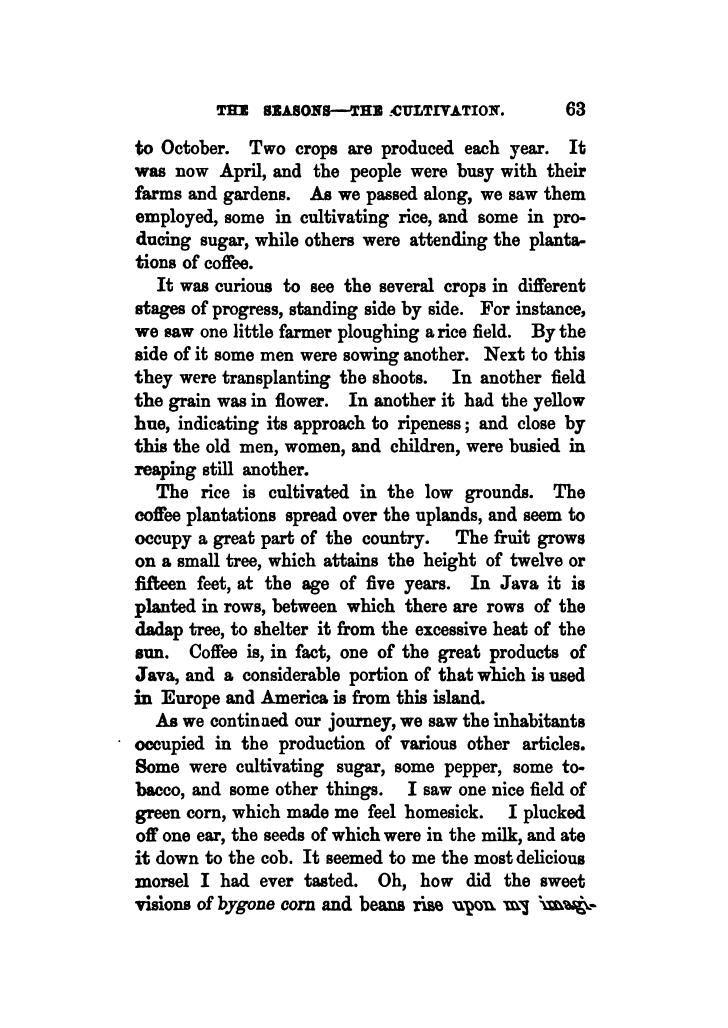 THE SEASONS—THE CULTIVATION. 63
to October. Two crops are produced each year. It
was now April, and the people were busy with their
farms and gardens. As we passed along, we saw them
employed, some in cultivating rice, and some in pro-
ducing sugar, while others were attending the planta-
tions of coffee.
It was curious to see the several crops in different
stages of progress, standing side by side. For instance,
we saw one little farmer ploughing a rice field. By the
side of it some men were sowing another. Next to this
they were transplanting the shoots. In another field
the grain was in flower. In another it had the yellow
hue, indicating its approach to ripeness; and close by
this the old men, women, and children, were busied in
reaping still another.
The rice is cultivated in the low grounds. The
coffee plantations spread over the uplands, and seem to
occupy a great part of the country. The fruit grows
on a small tree, which attains the height of twelve or
fifteen feet, at the age of five years. In Java it is
planted in rows, between which there are rows of the
dadap tree, to shelter it from the excessive heat of the
sun. Coffee is, in fact, one of the great products of
Java, and a considerable portion of that which is used
in Europe and America is from this island.
As we continued our journey, we saw the inhabitants
occupied in the production of various other articles.
Some were cultivating sugar, some pepper, some to-
bacco, and some other things. I saw one nice field of
green corn, which made me feel homesick. I plucked
off one ear, the seeds of which were in the milk, and ate
it down to the cob. It seemed to me the most delicious
morsel I had ever tasted. Oh, how did the sweet
visions of bygone corn and beans rise upon my imagi-